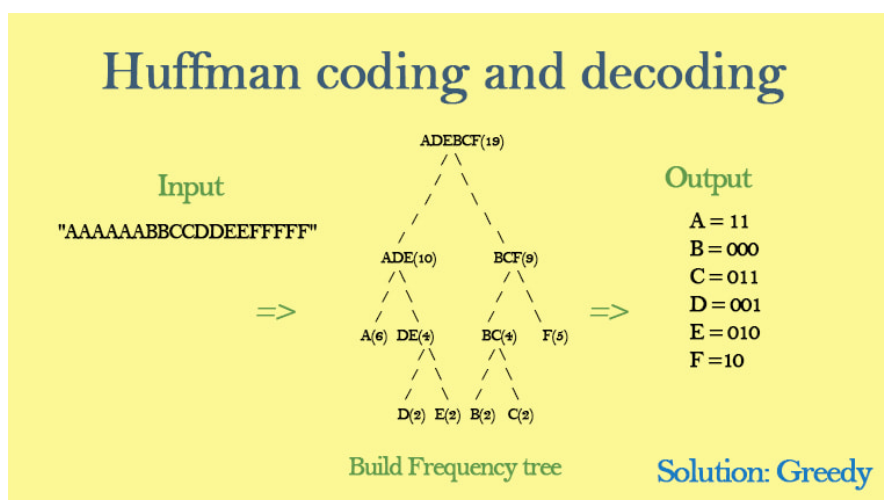 Huffman coding and decoding
ADEBCF(19)
Input
"AAAAAABBCCDDEEFFFFF"
=>
ADE(10) BCF(9)
A(6) DE(4) BC(4) F(5)
D(2) E(2) B(2) C(2)
Build Frequency tree
=>
Output
A = 11
B = 000
C = 011
D = 001
E = 010
F =10
Solution: Greedy